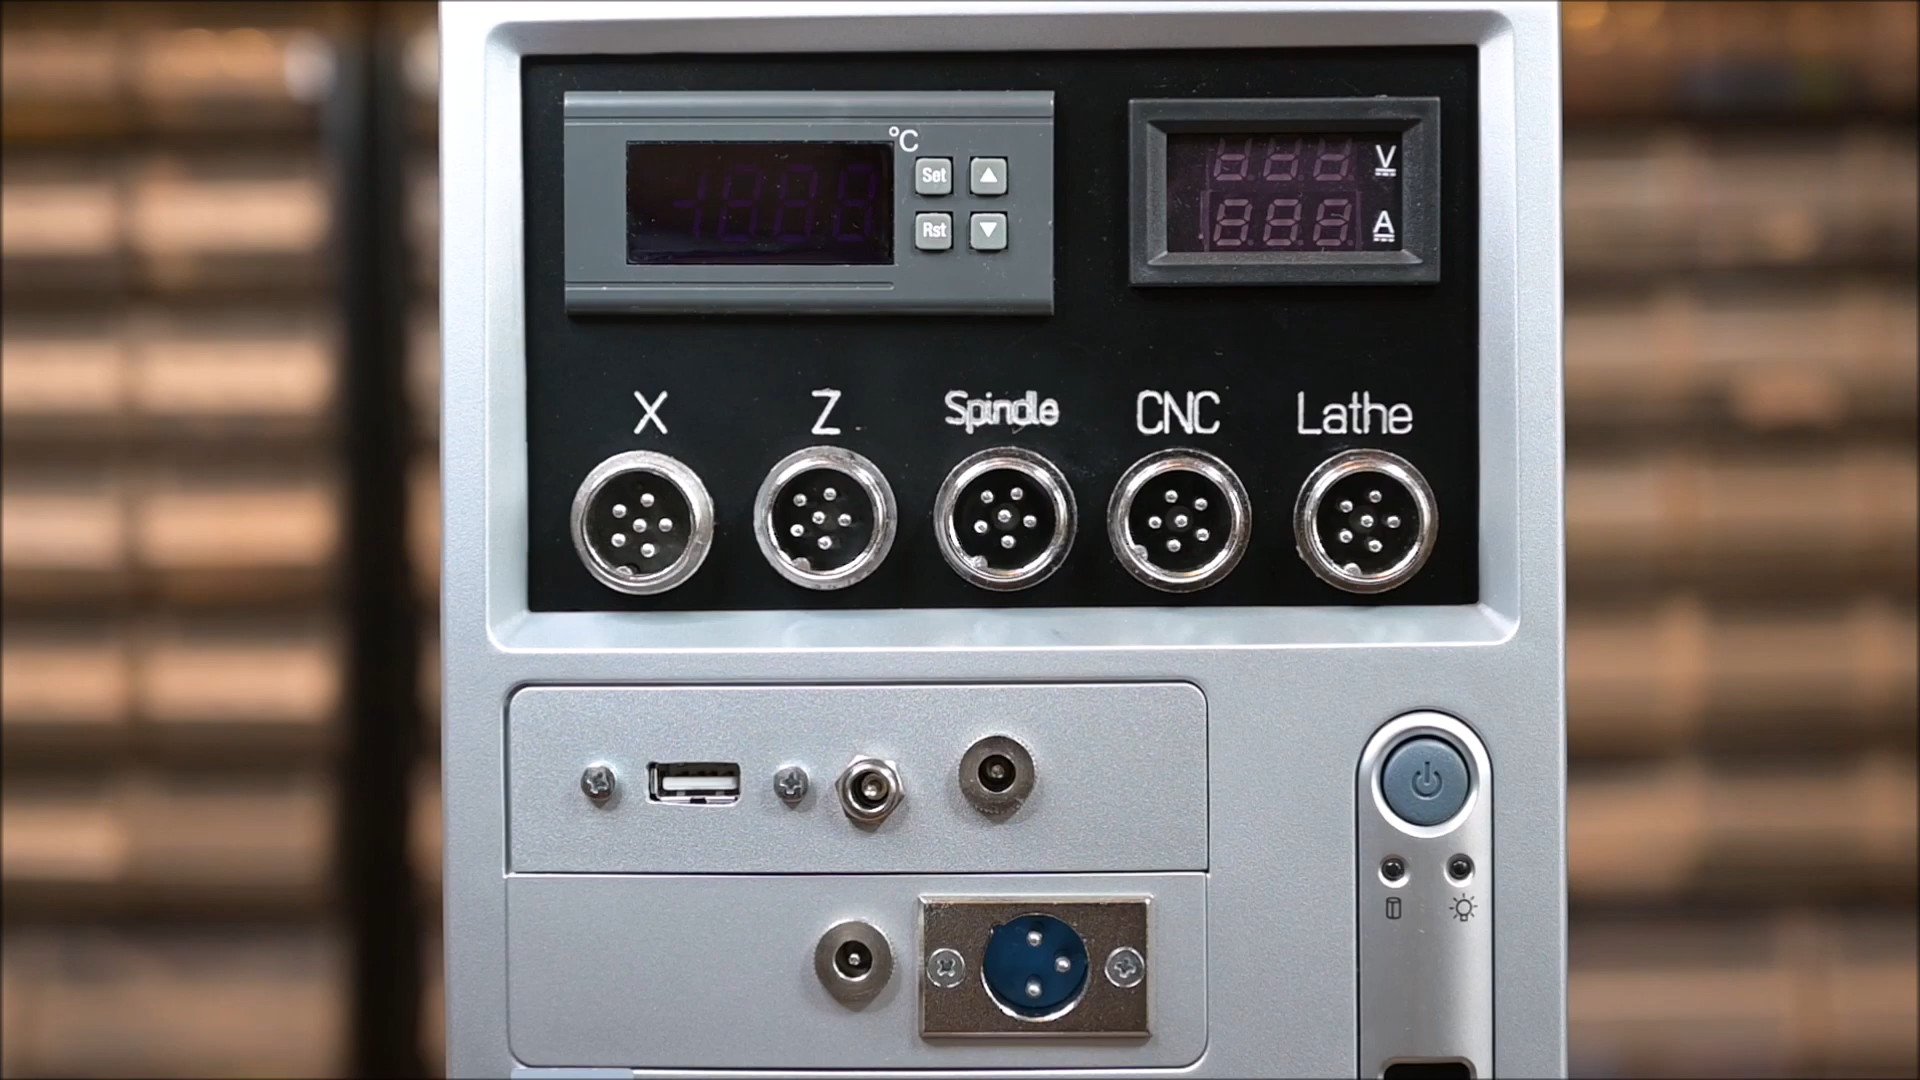 °C
Set
Rst
V
A
X
Z
Spindle
CNC
Lathe